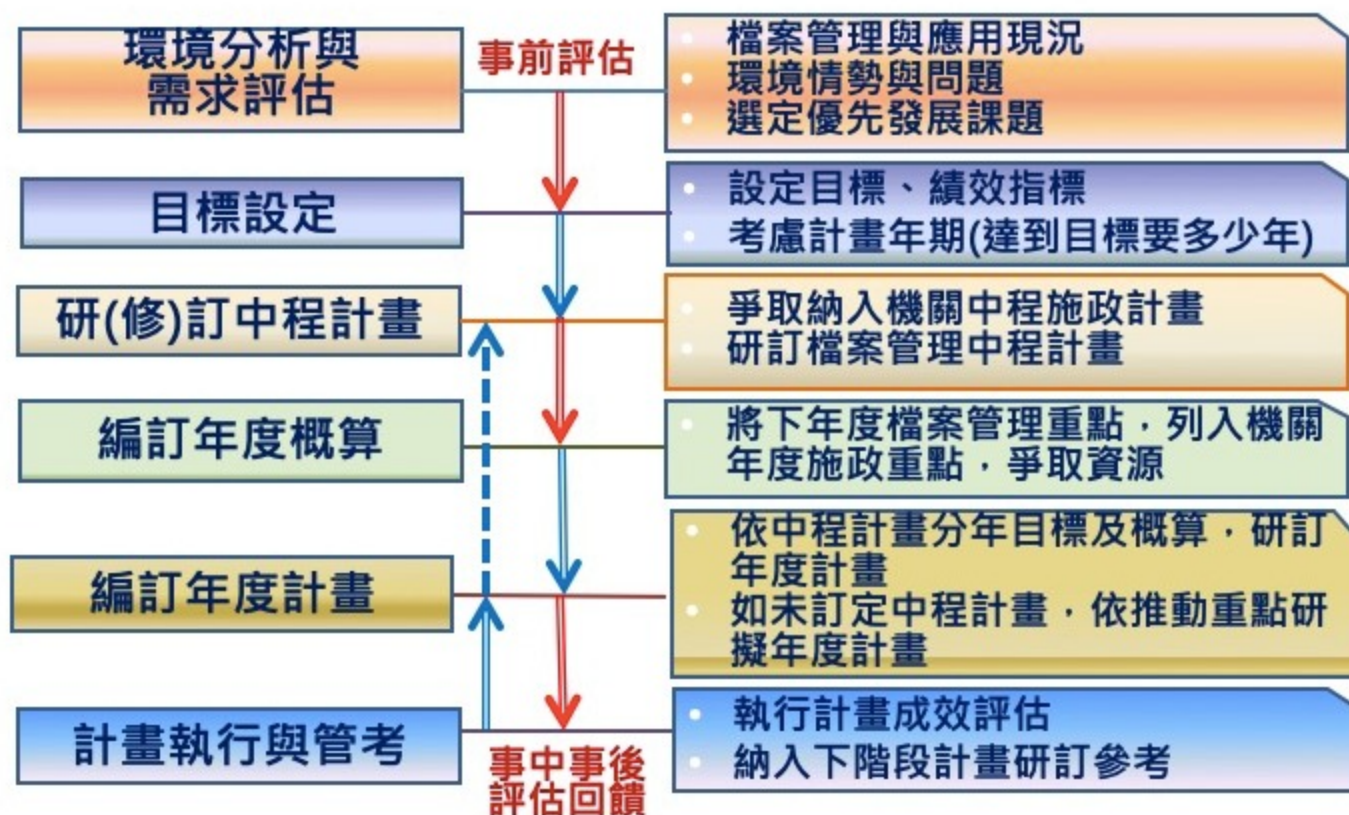 環境分析與
需求評估
事前評估
檔案管理與應用現況
環境情勢與問題
選定優先發展課題
目標設定
設定目標、績效指標
考慮計畫年期(達到目標要多少年)
研(修)訂中程計畫
爭取納入機關中程施政計畫
研訂檔案管理中程計畫
編訂年度概算
將下年度檔案管理重點，列入機關
年度施政重點，爭取資源
編訂年度計畫
依中程計畫分年目標及概算，研訂
年度計畫
如未訂定中程計畫，依推動重點研
擬年度計畫
計畫執行與管考
事中事後
評估回饋
執行計畫成效評估
納入下階段計畫研訂參考